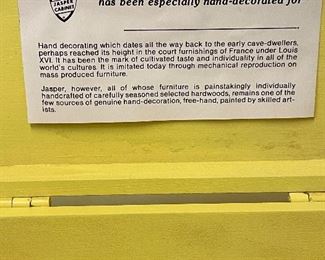 JASPER
CABINET
has been especially hand-decorated for
Hand decorating which dates all the way back to the early cave-dwellers,
perhaps reached its height in the court furnishings of France under Louis
XVI. It has been the mark of cultivated taste and individuality in all of the
world's cultures. It is imitated today through mechanical reproduction on
mass produced furniture.
Jasper, however, all of whose furniture is painstakingly individually
handcrafted of carefully seasoned selected hardwoods, remains one of the
few sources of genuine hand-decoration, free-hand, painted by skilled art-
ists.